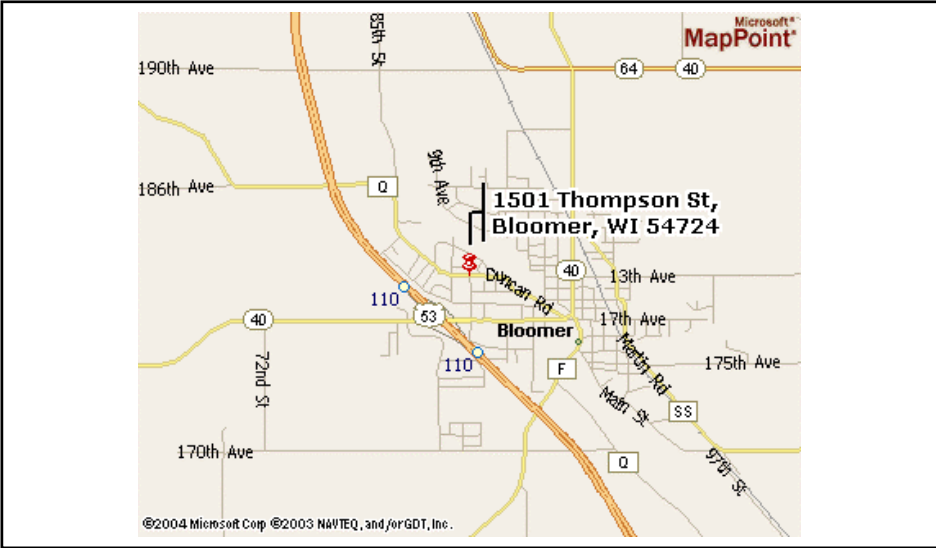 Microsoft®
MapPoint®
85th St
190th Ave
64
40
9th Ave
186th Ave
Q
1501 Thompson St,
Bloomer, WI 54724
Duncan Rd
40
13th Ave
110
53
40
17th Ave
Bloomer
72nd St
110
F
Martin Rd
175th Ave
Main St
SS
170th Ave
Q
97th St
©2004 Microsoft Corp ©2003 NAVTEQ, and/or GDT, Inc.